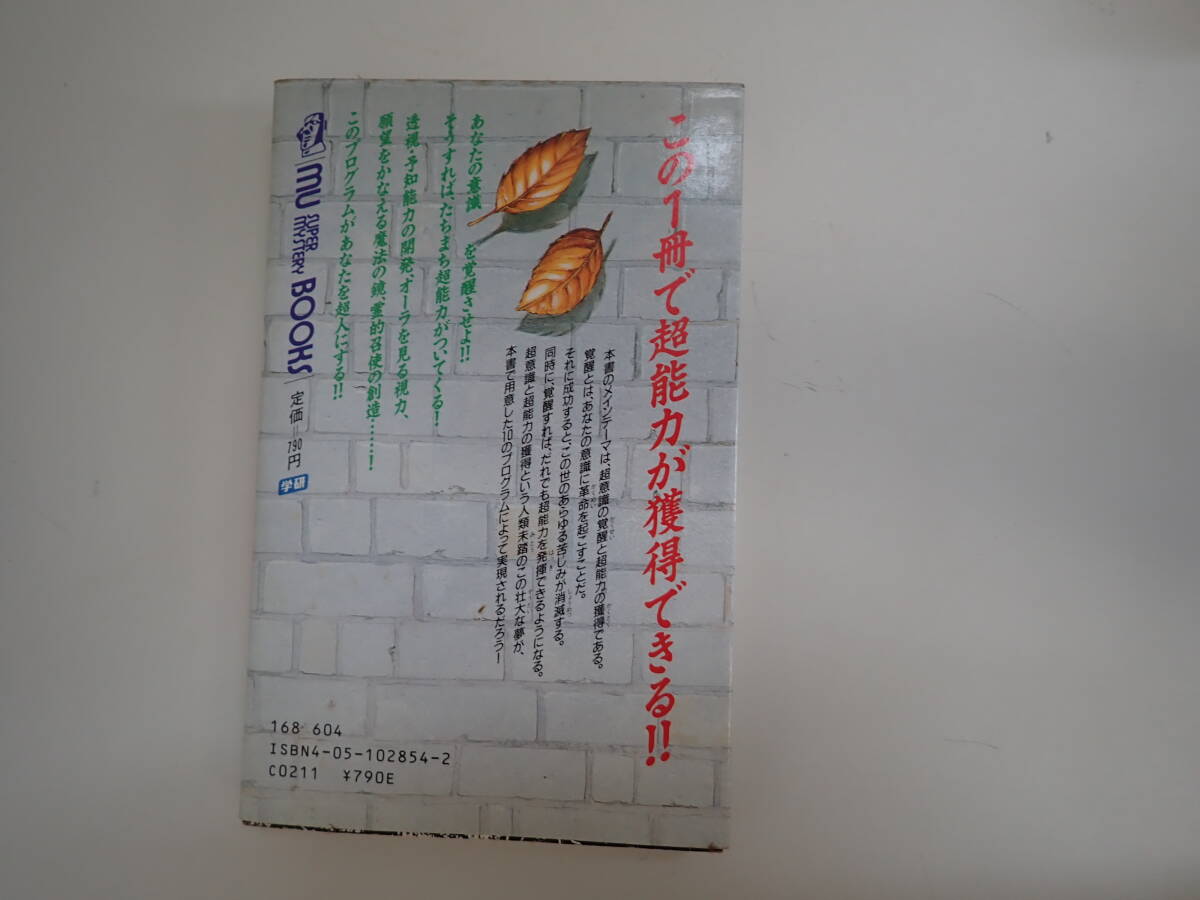 この1冊で超能力が獲得できる!!
本書のメインテーマは、超意識の覚醒と超能力の獲得である。
覚醒とは、あなたの意識に革命を起こすことだ。
それに成功すると、この世のあらゆる苦しみが消滅する。
同時に、覚醒すれば、だれでも超能力を発揮できるようになる。
超意識と超能力の獲得という人類未踏のこの壮大な夢が、
本書で用意した10のプログラムによって実現されるだろう!
あなたの意識を覚醒させよ!!
そうすれば、たちまち超能力がついてくる!
透視・予知能力の開発、オーラを見る視力、
願望をかなえる魔法の鏡、霊的召使の創造……!
このプログラムがあなたを超人にする!!
MU SUPER MYSTERY BOOKS
定価=790円
学研
168 604
ISBN4-05-102854-2
C0211 ¥790E